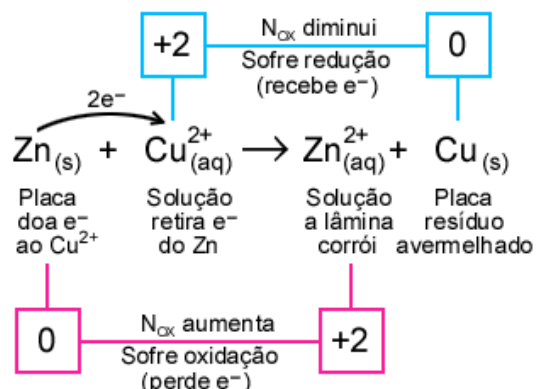 Nox diminui
+2
0
Sofre redução
(recebe e⁻)
2e⁻
Zn(s) + Cu²⁺(aq) → Zn²⁺(aq) + Cu(s)
Placa doa e⁻ ao Cu²⁺
Solução retira e⁻ do Zn
Solução a lâmina corrói
Placa resíduo avermelhado
Nox aumenta
0
+2
Sofre oxidação
(perde e⁻)